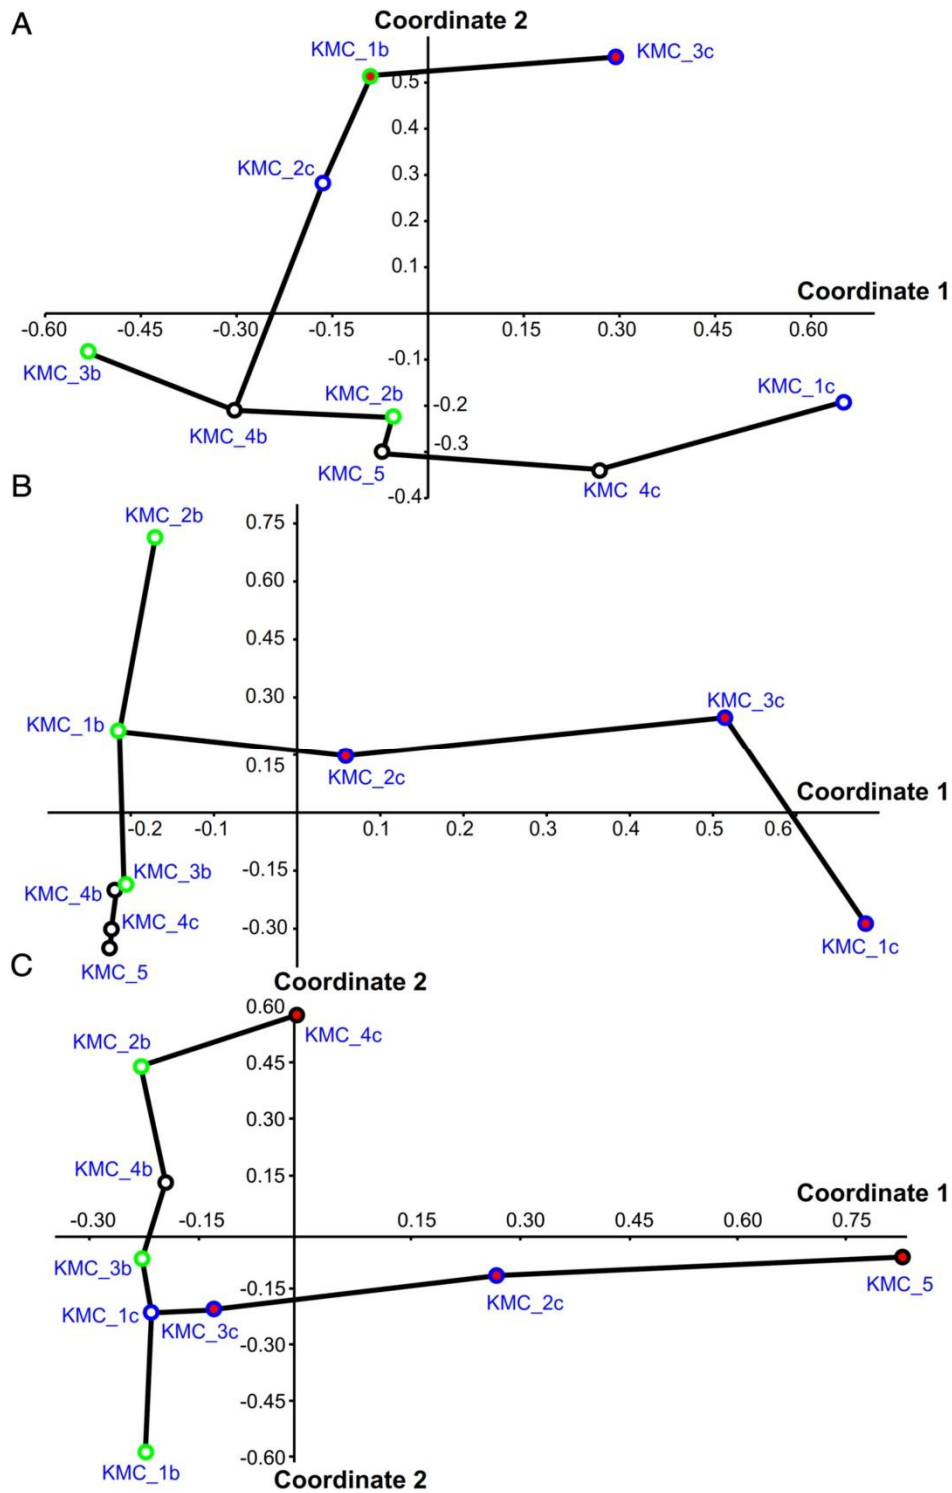 A
Coordinate 2
KMC_1b
KMC_3c
0.5
0.4
KMC_2c
0.3
0.2
0.1
Coordinate 1
-0.60 -0.45 -0.30 -0.15 0.15 0.30 0.45 0.60
-0.1
KMC_3b
KMC_2b
KMC_1c
-0.2
KMC_4b
-0.3
KMC_5
KMC_4c
-0.4
B
KMC_2b
0.75
0.60
0.45
0.30
KMC_3c
KMC_1b
0.15
KMC_2c
Coordinate 1
-0.2 -0.1 0.1 0.2 0.3 0.4 0.5 0.6
-0.15
KMC_3b
KMC_4b
KMC_4c
-0.30
KMC_1c
KMC_5
C
Coordinate 2
0.60
KMC_4c
KMC_2b
0.45
0.30
KMC_4b
0.15
Coordinate 1
-0.30 -0.15 0.15 0.30 0.45 0.60 0.75
KMC_3b
KMC_5
-0.15
KMC_2c
KMC_1c
KMC_3c
-0.30
-0.45
-0.60
KMC_1b
Coordinate 2